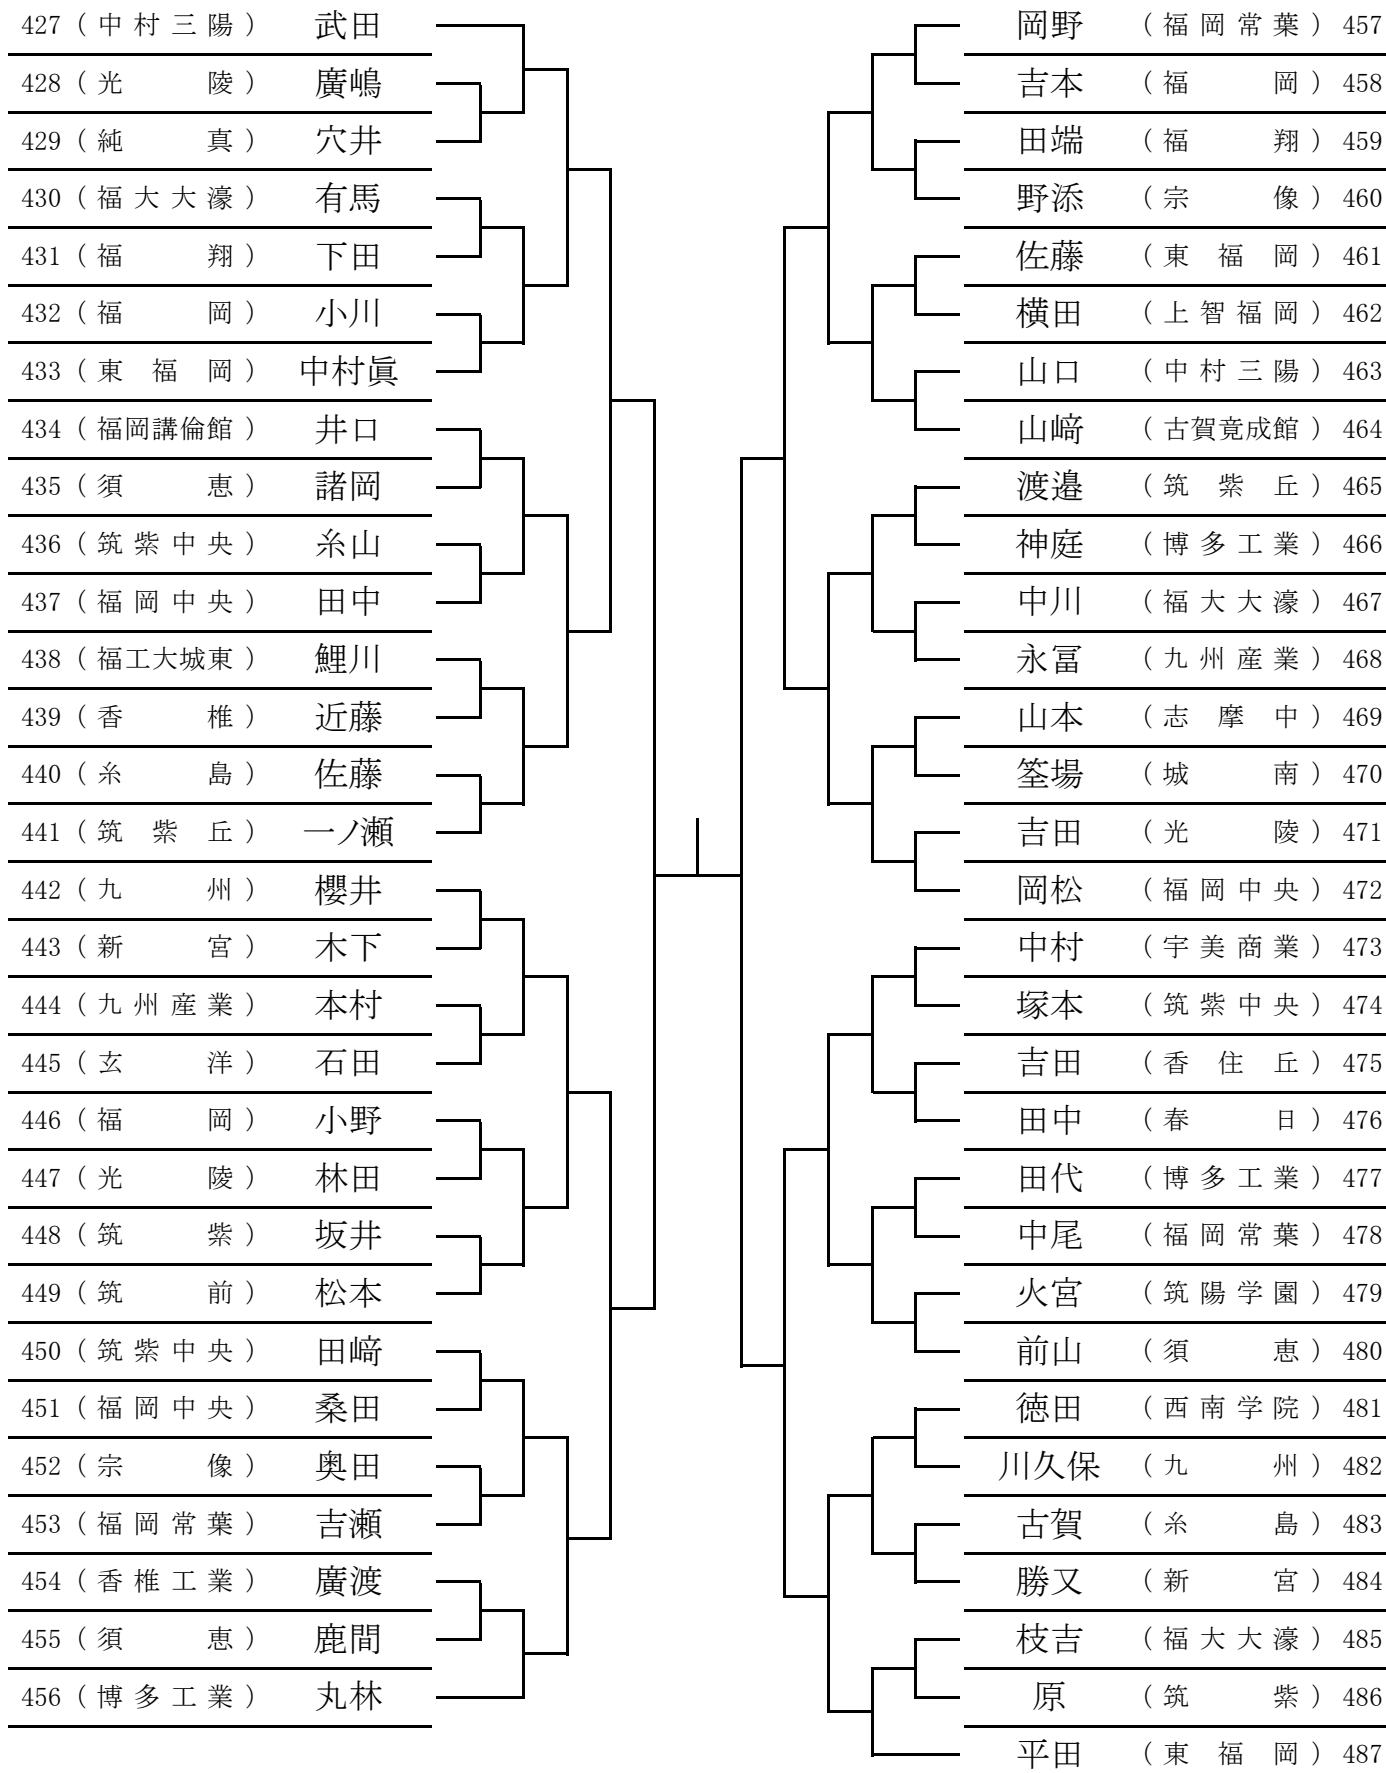 427 ( 中村三陽 ) 武田
428 ( 光陵 ) 廣嶋
429 ( 純真 ) 穴井
430 ( 福大大濠 ) 有馬
431 ( 福翔 ) 下田
432 ( 福岡 ) 小川
433 ( 東福岡 ) 中村眞
434 ( 福岡講倫館 ) 井口
435 ( 須恵 ) 諸岡
436 ( 筑紫中央 ) 糸山
437 ( 福岡中央 ) 田中
438 ( 福工大城東 ) 鯉川
439 ( 香椎 ) 近藤
440 ( 糸島 ) 佐藤
441 ( 筑紫丘 ) 一ノ瀬
442 ( 九州 ) 櫻井
443 ( 新宮 ) 木下
444 ( 九州産業 ) 本村
445 ( 玄洋 ) 石田
446 ( 福岡 ) 小野
447 ( 光陵 ) 林田
448 ( 筑紫 ) 坂井
449 ( 筑前 ) 松本
450 ( 筑紫中央 ) 田﨑
451 ( 福岡中央 ) 桑田
452 ( 宗像 ) 奥田
453 ( 福岡常葉 ) 吉瀬
454 ( 香椎工業 ) 廣渡
455 ( 須恵 ) 鹿間
456 ( 博多工業 ) 丸林
岡野 ( 福岡常葉 ) 457
吉本 ( 福岡 ) 458
田端 ( 福翔 ) 459
野添 ( 宗像 ) 460
佐藤 ( 東福岡 ) 461
横田 ( 上智福岡 ) 462
山口 ( 中村三陽 ) 463
山﨑 ( 古賀竟成館 ) 464
渡邉 ( 筑紫丘 ) 465
神庭 ( 博多工業 ) 466
中川 ( 福大大濠 ) 467
永冨 ( 九州産業 ) 468
山本 ( 志摩中 ) 469
筌場 ( 城南 ) 470
吉田 ( 光陵 ) 471
岡松 ( 福岡中央 ) 472
中村 ( 宇美商業 ) 473
塚本 ( 筑紫中央 ) 474
吉田 ( 香住丘 ) 475
田中 ( 春日 ) 476
田代 ( 博多工業 ) 477
中尾 ( 福岡常葉 ) 478
火宮 ( 筑陽学園 ) 479
前山 ( 須恵 ) 480
徳田 ( 西南学院 ) 481
川久保 ( 九州 ) 482
古賀 ( 糸島 ) 483
勝又 ( 新宮 ) 484
枝吉 ( 福大大濠 ) 485
原 ( 筑紫 ) 486
平田 ( 東福岡 ) 487